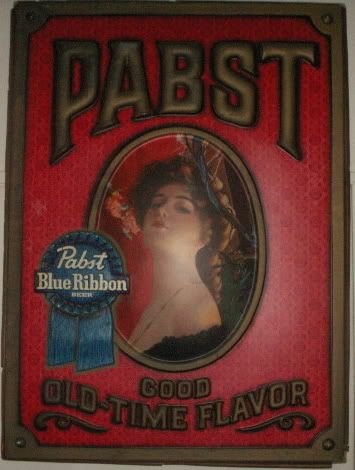 PABST
Pabst
Blue Ribbon
BEER
GOOD
OLD-TIME FLAVOR